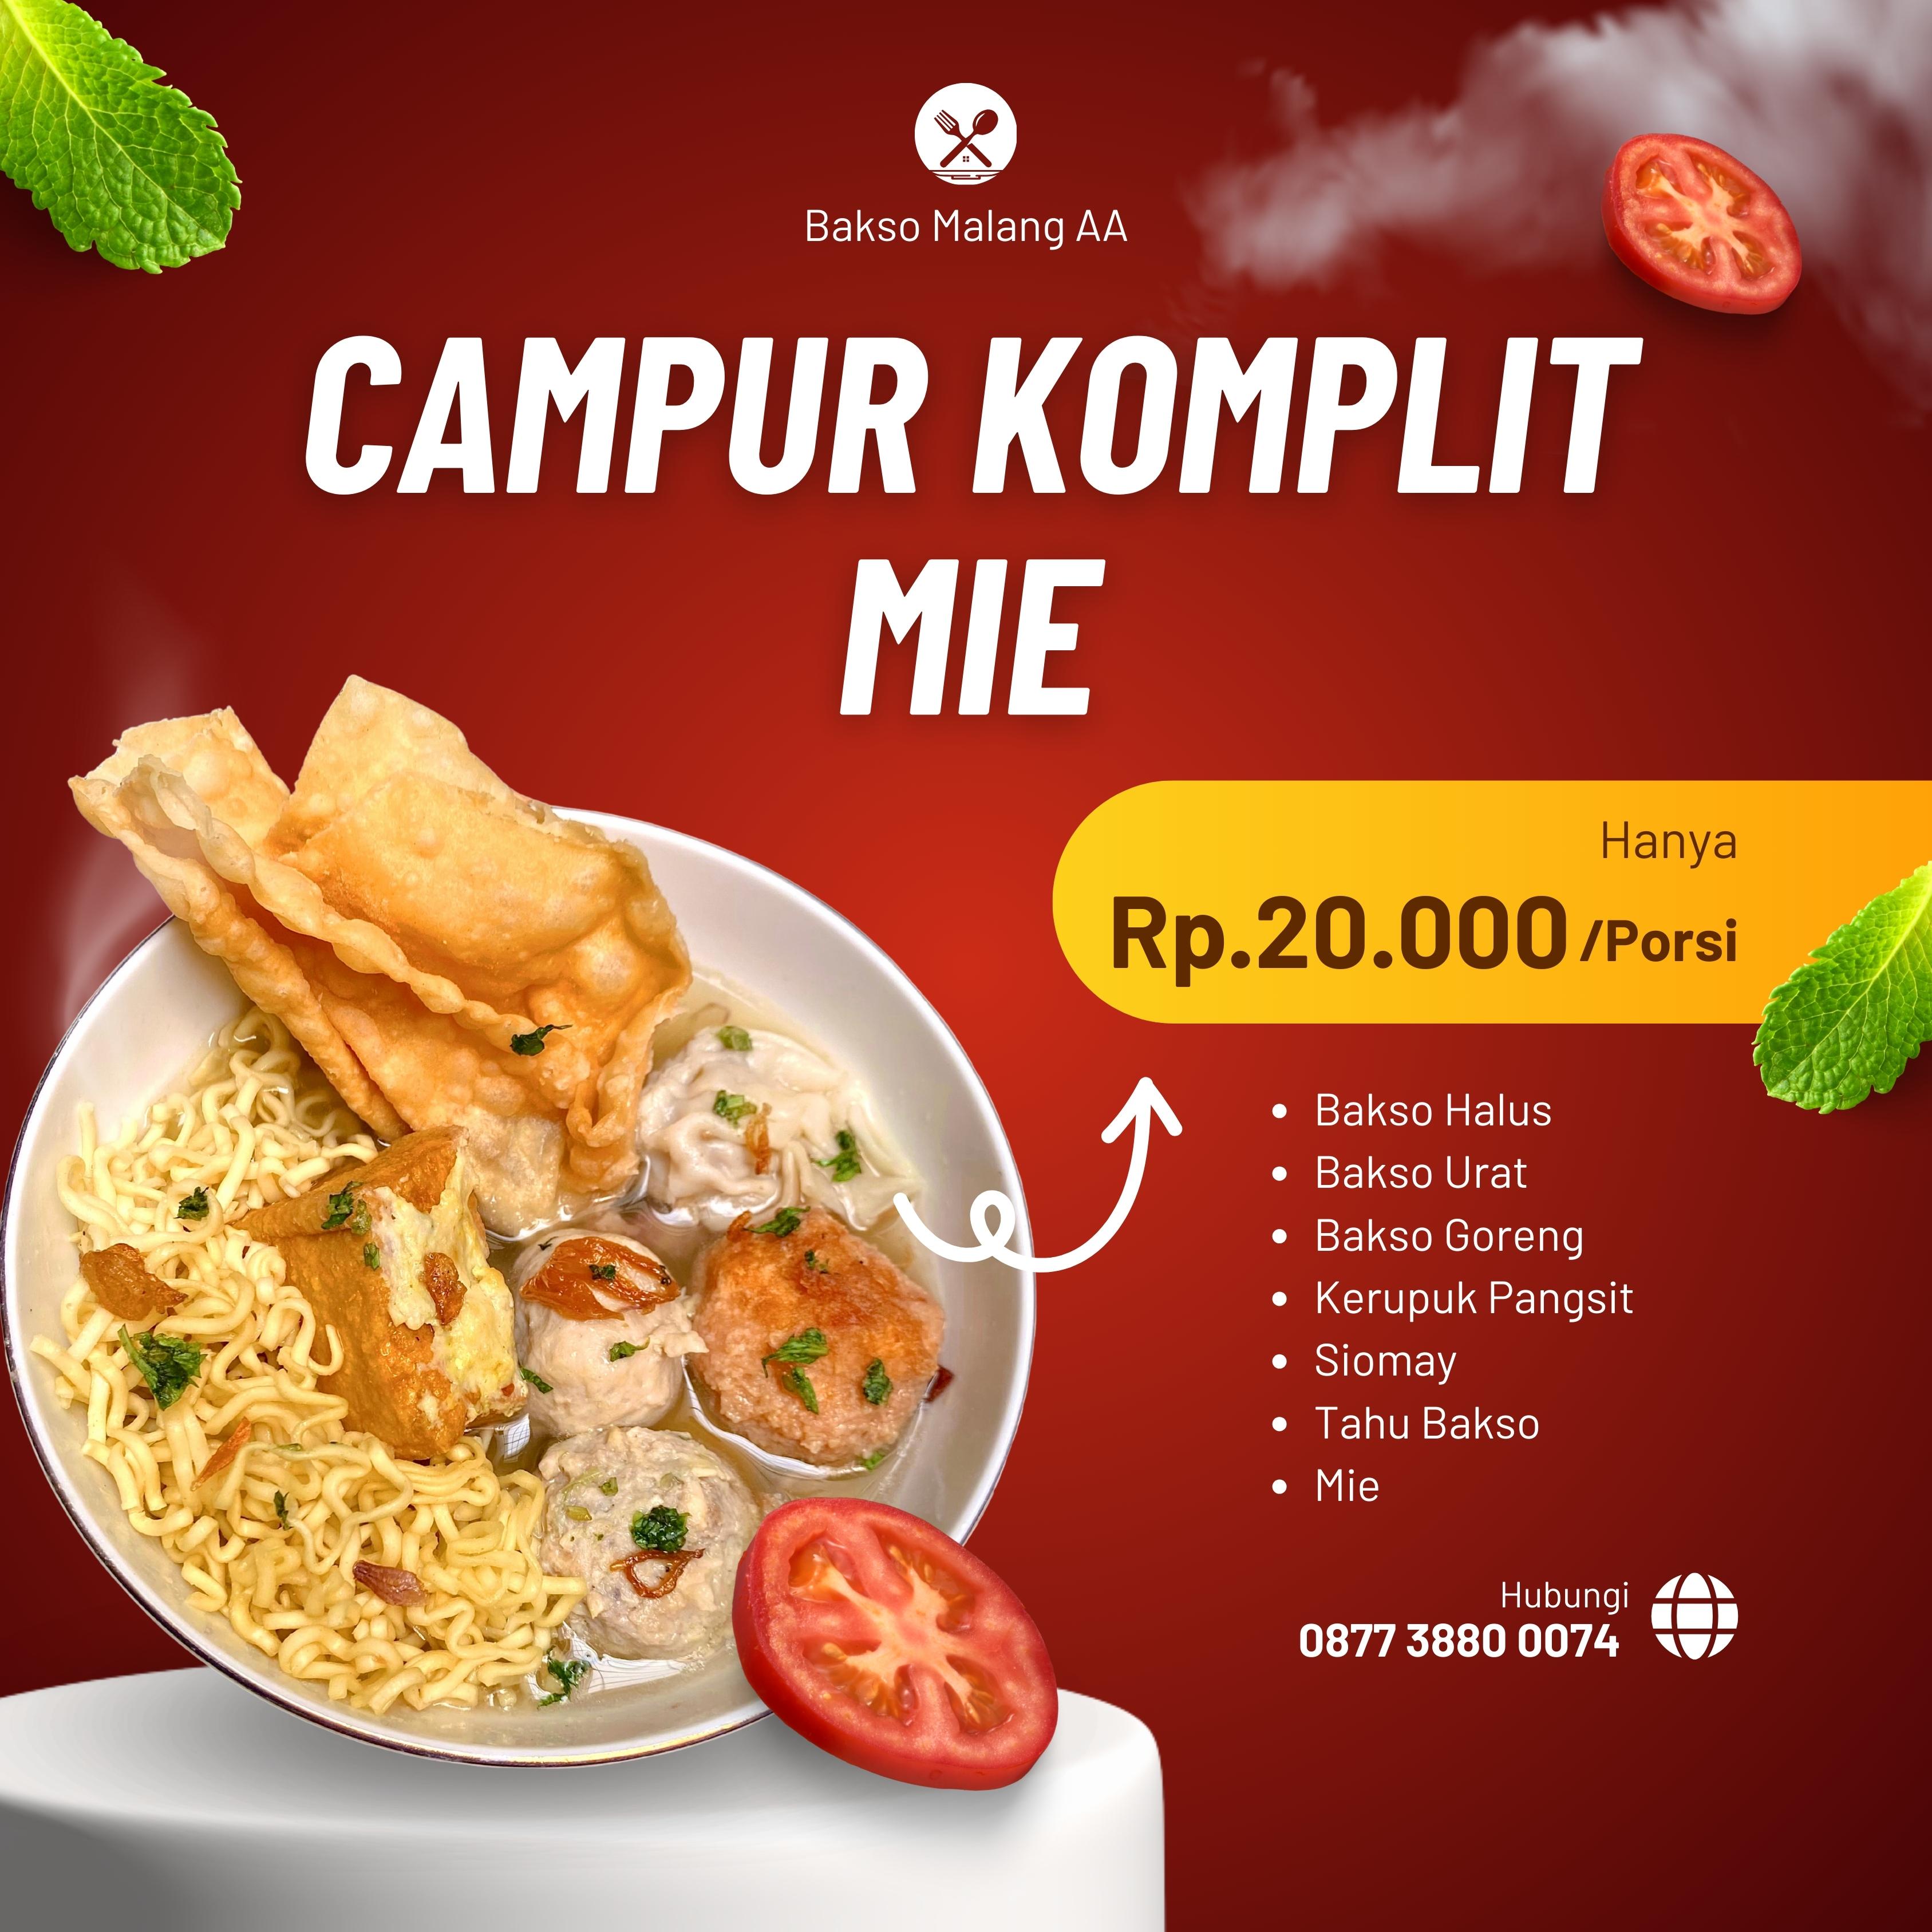 Bakso Malang AA
CAMPUR KOMPLIT
MIE
Hanya
Rp.20.000 /Porsi
• Bakso Halus
• Bakso Urat
• Bakso Goreng
• Kerupuk Pangsit
• Siomay
• Tahu Bakso
• Mie
Hubungi
0877 3880 0074